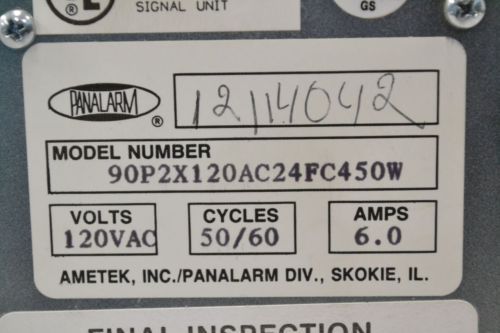 SIGNAL UNIT
GS
PANALARM ®
12114042
MODEL NUMBER
90P2X120AC24FC450W
VOLTS CYCLES AMPS
120VAC 50/60 6.0
AMETEK, INC./PANALARM DIV., SKOKIE, IL.
FINAL INSPECTION